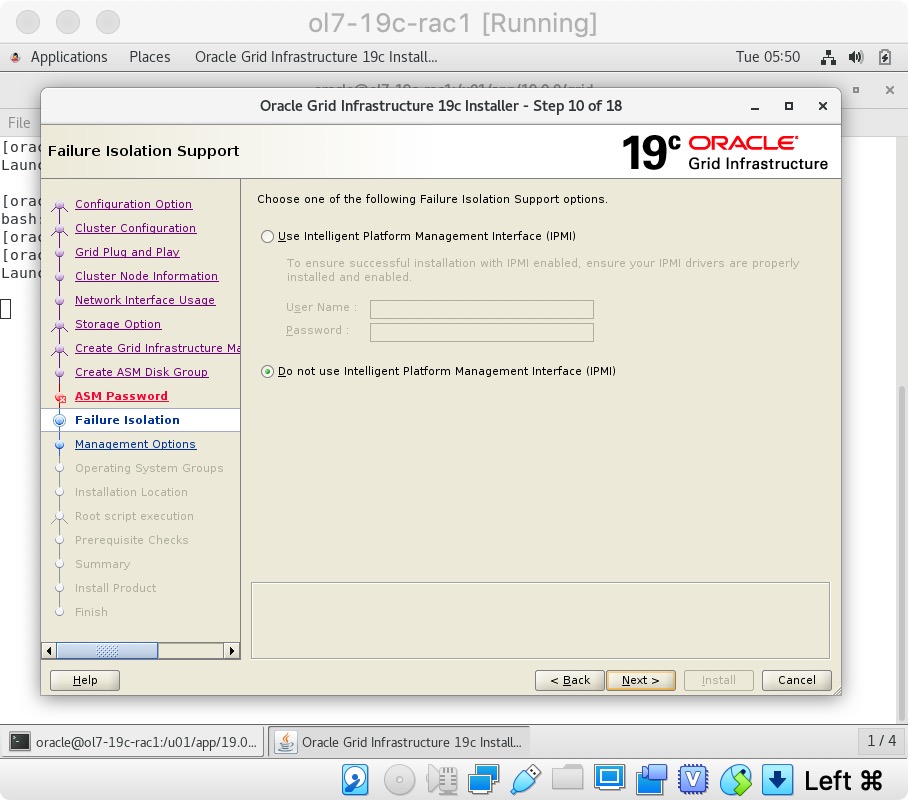 ol7-19c-rac1 [Running]
Applications Places Oracle Grid Infrastructure 19c Install... Tue 05:50
Oracle Grid Infrastructure 19c Installer - Step 10 of 18
File
Failure Isolation Support
19c ORACLE
Grid Infrastructure
[orac
Launc
[orac
bash:
[orac
[orac
Launc
Configuration Option
Cluster Configuration
Grid Plug and Play
Cluster Node Information
Network Interface Usage
Storage Option
Create Grid Infrastructure Ma
Create ASM Disk Group
ASM Password
Failure Isolation
Management Options
Operating System Groups
Installation Location
Root script execution
Prerequisite Checks
Summary
Install Product
Finish
Choose one of the following Failure Isolation Support options.
Use Intelligent Platform Management Interface (IPMI)
To ensure successful installation with IPMI enabled, ensure your IPMI drivers are properly
installed and enabled.
User Name :
Password :
Do not use Intelligent Platform Management Interface (IPMI)
Help < Back Next > Install Cancel
oracle@ol7-19c-rac1:/u01/app/19.0... Oracle Grid Infrastructure 19c Install... 1 / 4
Left ⌘